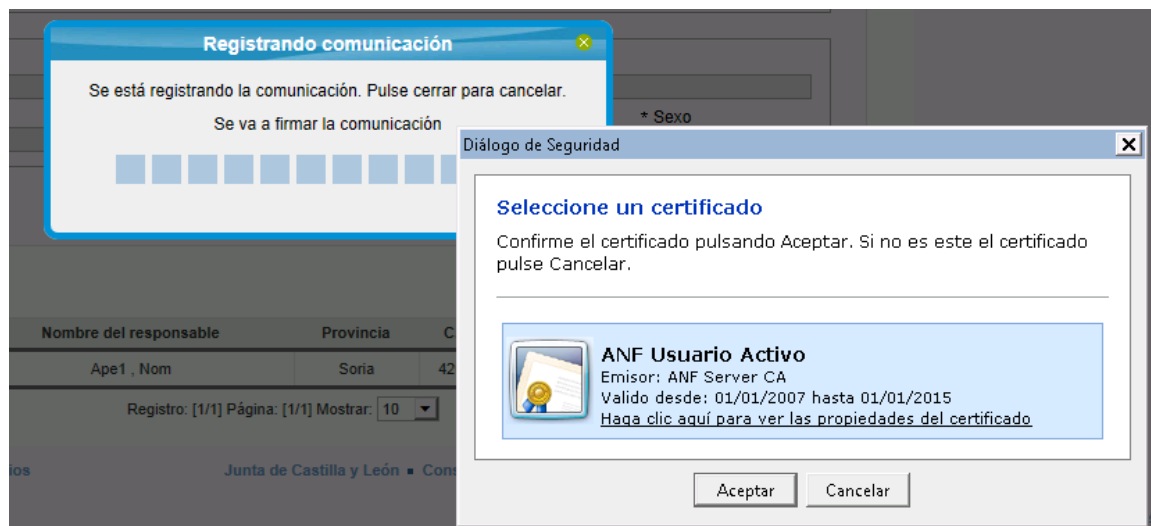 Registrando comunicación
Se está registrando la comunicación. Pulse cerrar para cancelar.
Se va a firmar la comunicación
* Sexo
Diálogo de Seguridad
Seleccione un certificado
Confirme el certificado pulsando Aceptar. Si no es este el certificado
pulse Cancelar.
ANF Usuario Activo
Emisor: ANF Server CA
Valido desde: 01/01/2007 hasta 01/01/2015
Haga clic aquí para ver las propiedades del certificado
Aceptar Cancelar
Nombre del responsable Provincia C
Ape1 , Nom Soria 42
Registro: [1/1] Página: [1/1] Mostrar: 10
ios Junta de Castilla y León ▪ Cons